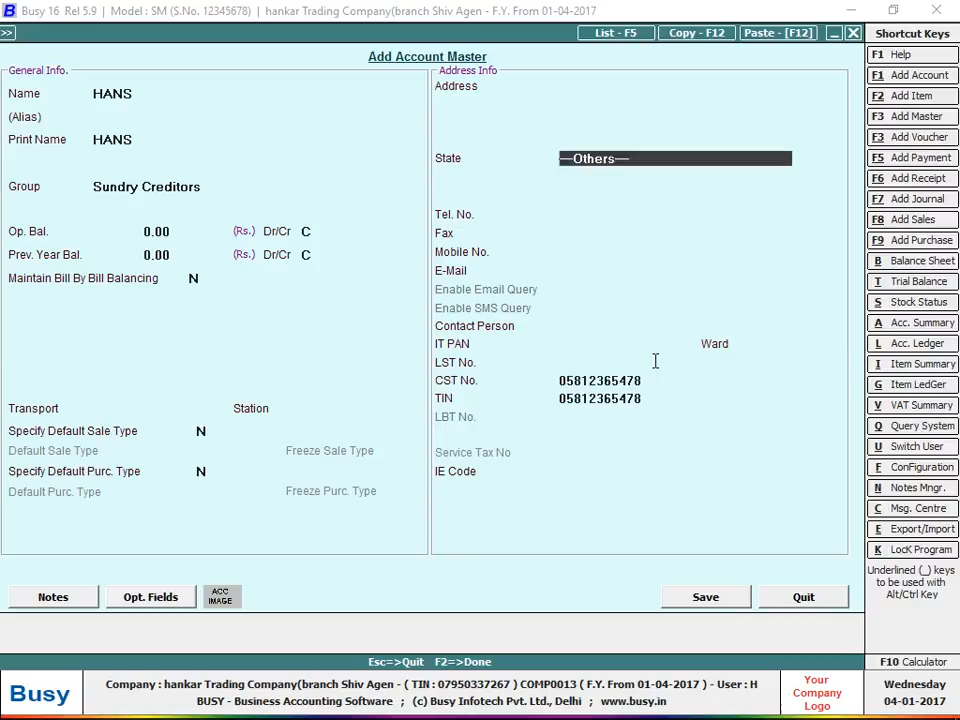 Busy 16 Rel 5.9 | Model : SM (S.No. 12345678) | hankar Trading Company(branch Shiv Agen - F.Y. From 01-04-2017
>> List - F5 Copy - F12 Paste - [F12] Shortcut Keys
Add Account Master
General Info.
Name HANS
(Alias)
Print Name HANS
Group Sundry Creditors
Op. Bal. 0.00 (Rs.) Dr/Cr C
Prev. Year Bal. 0.00 (Rs.) Dr/Cr C
Maintain Bill By Bill Balancing N
Transport Station
Specify Default Sale Type N
Default Sale Type Freeze Sale Type
Specify Default Purc. Type N
Default Purc. Type Freeze Purc. Type
Address Info
Address
State —Others—
Tel. No.
Fax
Mobile No.
E-Mail
Enable Email Query
Enable SMS Query
Contact Person
IT PAN Ward
LST No.
CST No. 05812365478
TIN 05812365478
LBT No.
Service Tax No
IE Code
Notes Opt. Fields ACC IMAGE Save Quit
F1 Help
F1 Add Account
F2 Add Item
F3 Add Master
F3 Add Voucher
F5 Add Payment
F6 Add Receipt
F7 Add Journal
F8 Add Sales
F9 Add Purchase
B Balance Sheet
T Trial Balance
S Stock Status
A Acc. Summary
L Acc. Ledger
I Item Summary
G Item LedGer
V VAT Summary
Q Query System
U Switch User
F ConFiguration
N Notes Mngr.
C Msg. Centre
E Export/Import
K LocK Program
Underlined (_) keys
to be used with
Alt/Ctrl Key
Esc=>Quit F2=>Done F10 Calculator
Busy
Company : hankar Trading Company(branch Shiv Agen - ( TIN : 07950337267 ) COMP0013 ( F.Y. From 01-04-2017 ) - User : H
BUSY - Business Accounting Software ; (c) Busy Infotech Pvt. Ltd., Delhi ; www.busy.in
Your
Company
Logo
Wednesday
04-01-2017